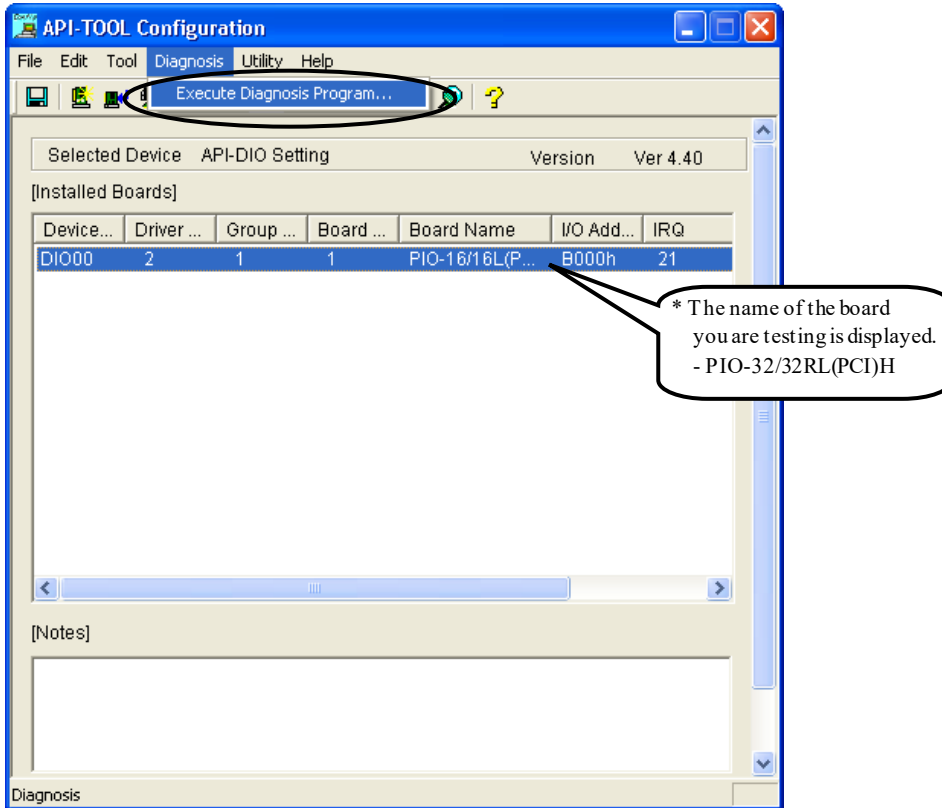 API-TOOL Configuration
File Edit Tool Diagnosis Utility Help
Execute Diagnosis Program...
Selected Device API-DIO Setting Version Ver 4.40
[Installed Boards]
Device... Driver ... Group ... Board ... Board Name I/O Add... IRQ
DIO00 2 1 1 PIO-16/16L(P... B000h 21
* The name of the board
you are testing is displayed.
- PIO-32/32RL(PCI)H
[Notes]
Diagnosis